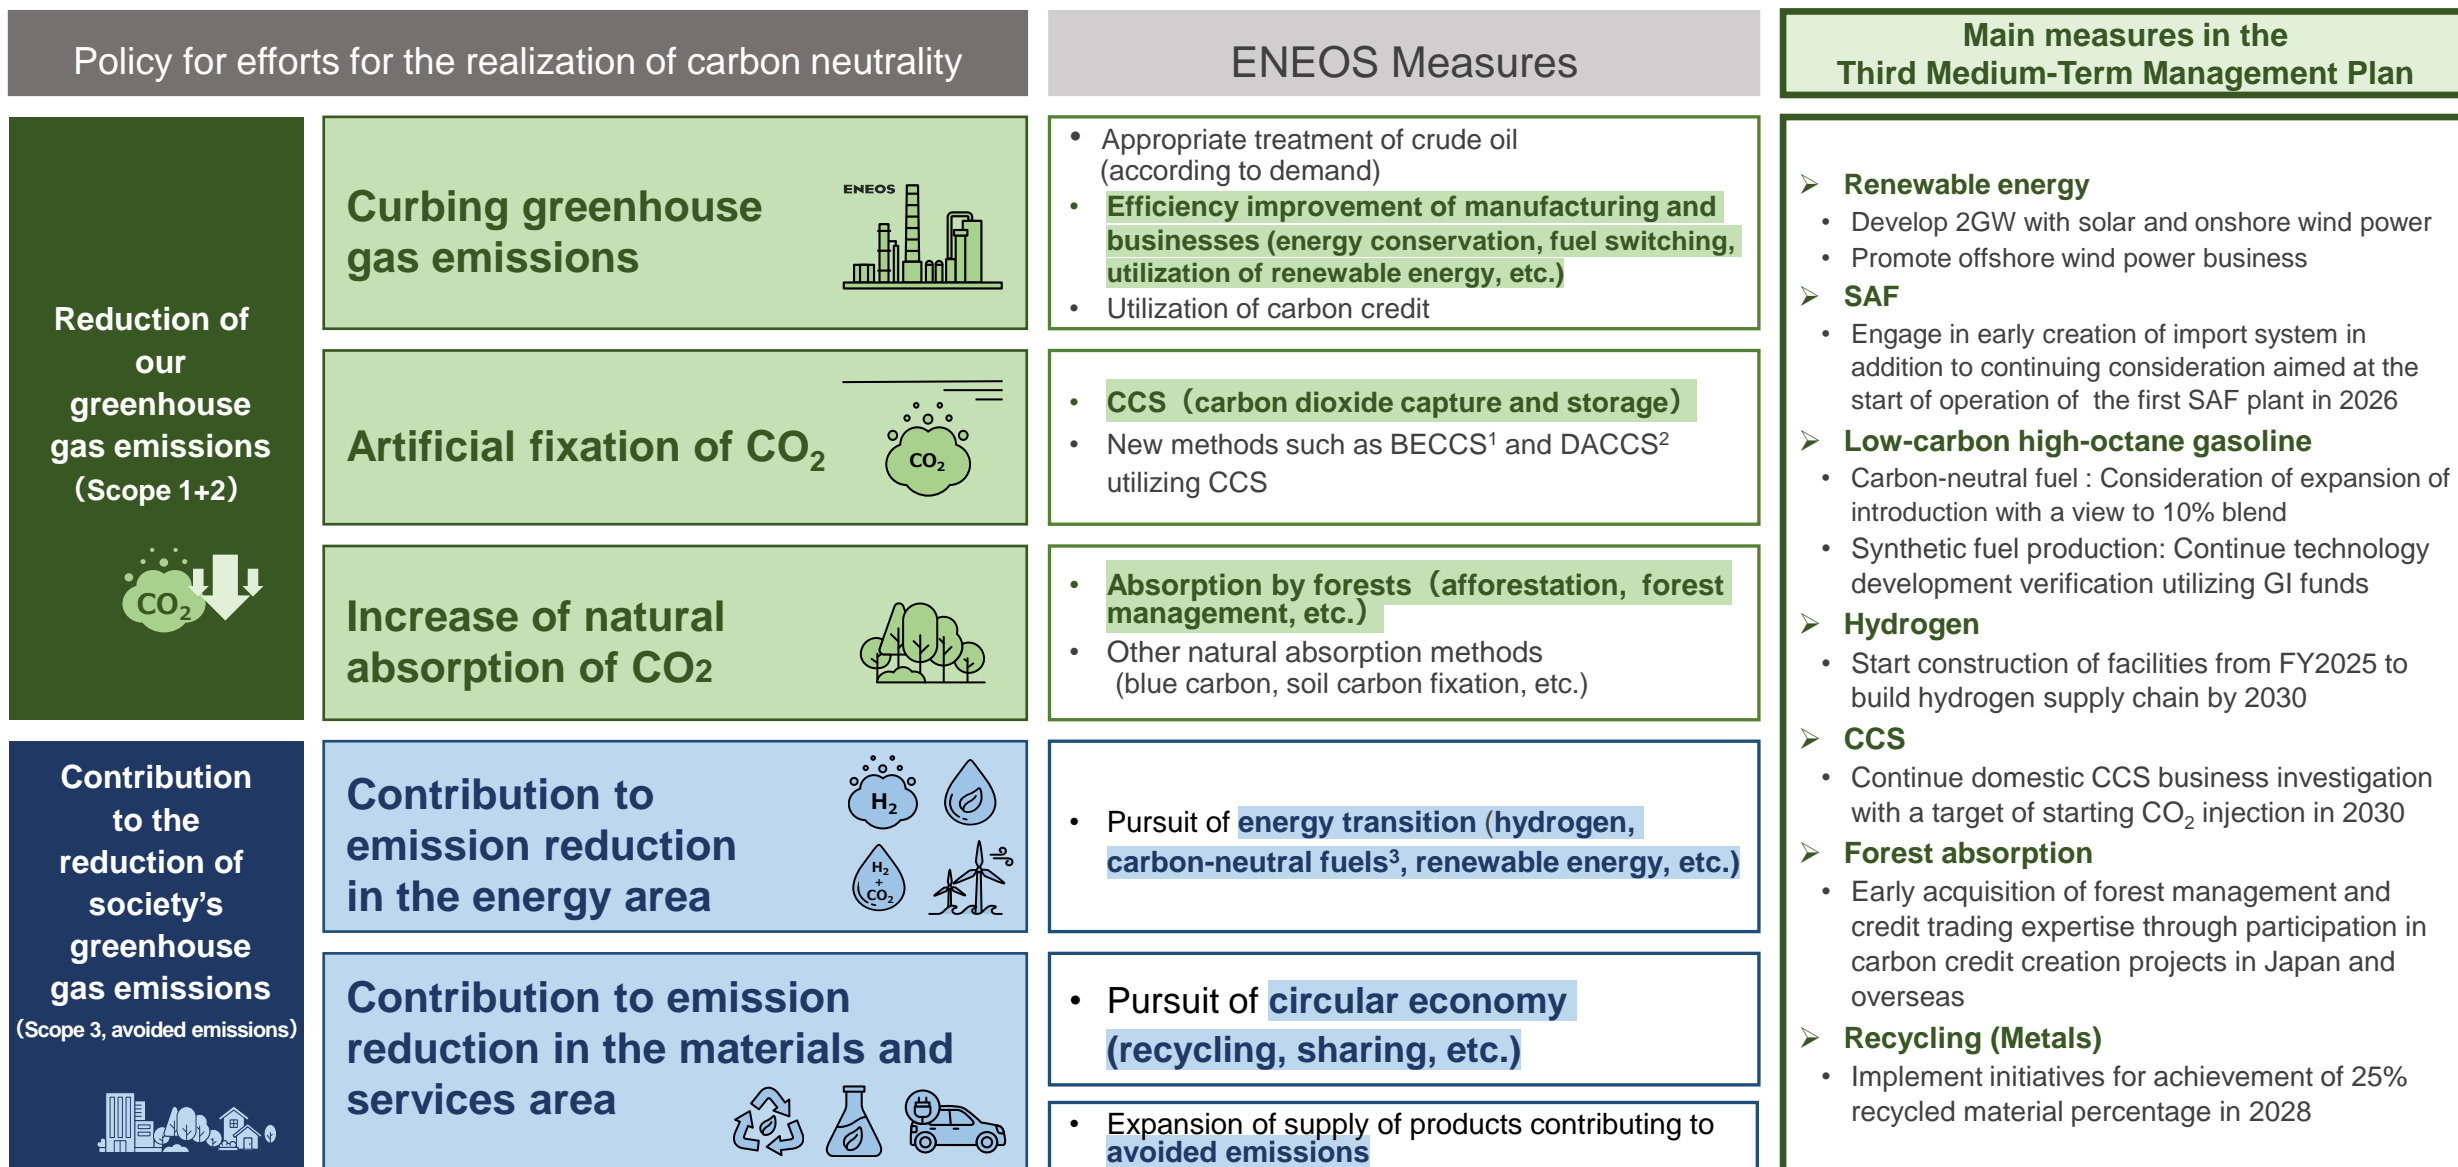 Policy for efforts for the realization of carbon neutrality
ENEOS Measures
Main measures in the
Third Medium-Term Management Plan
Reduction of
our
greenhouse
gas emissions
（Scope 1+2）
CO₂
Curbing greenhouse
gas emissions
ENEOS
• Appropriate treatment of crude oil
(according to demand)
• Efficiency improvement of manufacturing and
businesses (energy conservation, fuel switching,
utilization of renewable energy, etc.)
• Utilization of carbon credit
Artificial fixation of CO₂
CO₂
• CCS（carbon dioxide capture and storage）
• New methods such as BECCS¹ and DACCS²
utilizing CCS
Increase of natural
absorption of CO2
• Absorption by forests（afforestation, forest
management, etc.）
• Other natural absorption methods
(blue carbon, soil carbon fixation, etc.)
Contribution
to the
reduction of
society’s
greenhouse
gas emissions
（Scope 3, avoided emissions）
Contribution to
emission reduction
in the energy area
H₂
H₂
+
CO₂
• Pursuit of energy transition (hydrogen,
carbon-neutral fuels³, renewable energy, etc.)
Contribution to emission
reduction in the materials and
services area
• Pursuit of circular economy
(recycling, sharing, etc.)
• Expansion of supply of products contributing to
avoided emissions
➢ Renewable energy
• Develop 2GW with solar and onshore wind power
• Promote offshore wind power business
➢ SAF
• Engage in early creation of import system in
addition to continuing consideration aimed at the
start of operation of the first SAF plant in 2026
➢ Low-carbon high-octane gasoline
• Carbon-neutral fuel : Consideration of expansion of
introduction with a view to 10% blend
• Synthetic fuel production: Continue technology
development verification utilizing GI funds
➢ Hydrogen
• Start construction of facilities from FY2025 to
build hydrogen supply chain by 2030
➢ CCS
• Continue domestic CCS business investigation
with a target of starting CO₂ injection in 2030
➢ Forest absorption
• Early acquisition of forest management and
credit trading expertise through participation in
carbon credit creation projects in Japan and
overseas
➢ Recycling (Metals)
• Implement initiatives for achievement of 25%
recycled material percentage in 2028